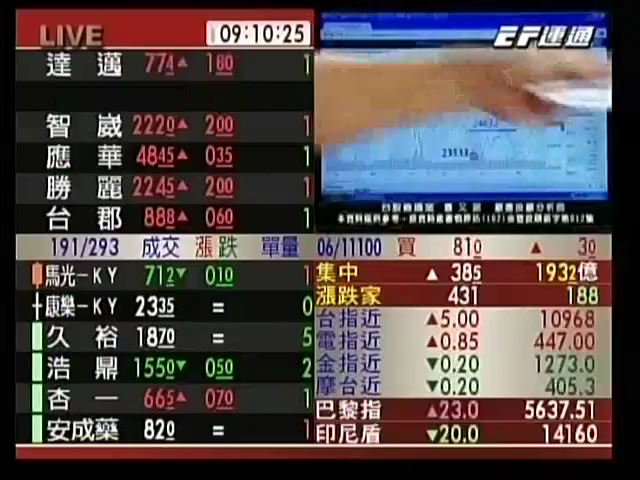 LIVE 09:10:25
EF運通
達邁 774▲ 180 1
智崴 2220▲ 200 1
應華 4845▲ 035 1
勝麗 2245▲ 200 1
台郡 888▲ 060 1
191/293 成交 漲跌 單量
馬光-KY 712▼ 010 1
康樂-KY 2335 = 0
久裕 1870 = 5
浩鼎 1550▼ 050 2
杏一 665▲ 070 1
安成藥 820 = 1
06/11100 買 810 ▲ 30
集中 ▲ 385 1932億
漲跌家 431 188
台指近 ▲5.00 10968
電指近 ▲0.85 447.00
金指近 ▼0.20 1273.0
摩台近 ▼0.20 405.3
巴黎指 ▲23.0 5637.51
印尼盾 ▼20.0 14160